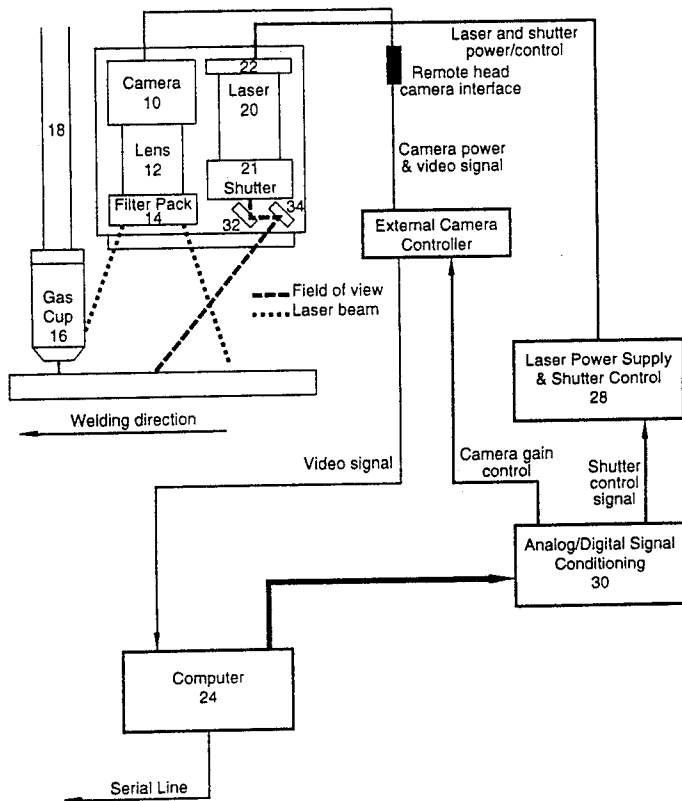 Laser and shutter
power/control
22
Camera
10
Laser
20
Remote head
camera interface
18
Lens
12
Camera power
& video signal
21
Shutter
Filter Pack
14
32
34
External Camera
Controller
Gas
Cup
16
Field of view
Laser beam
Laser Power Supply
& Shutter Control
28
Welding direction
Video signal
Camera gain
control
Shutter
control
signal
Analog/Digital Signal
Conditioning
30
Computer
24
Serial Line